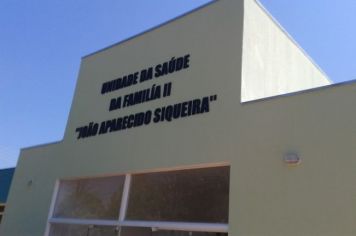 UNIDADE DA SAÚDE
DA FAMÍLIA II
"JOÃO APARECIDO SIQUEIRA"